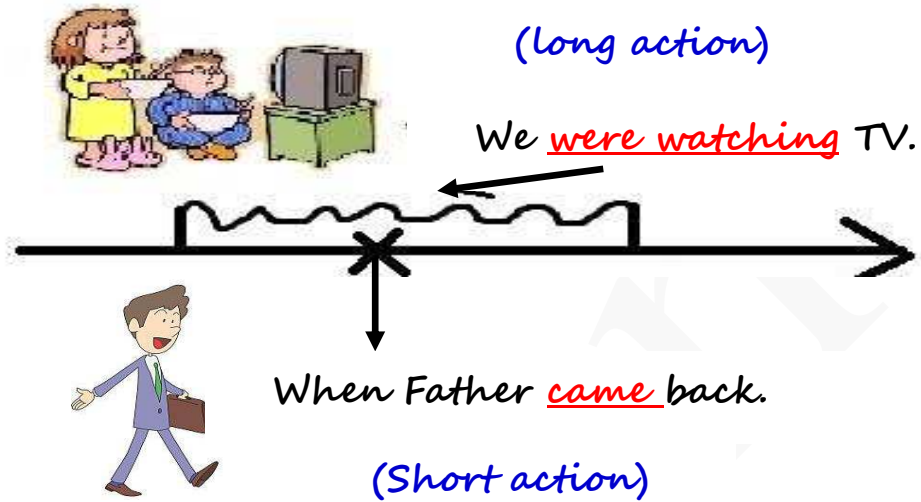 (long action)
We were watching TV.
When Father came back.
(Short action)